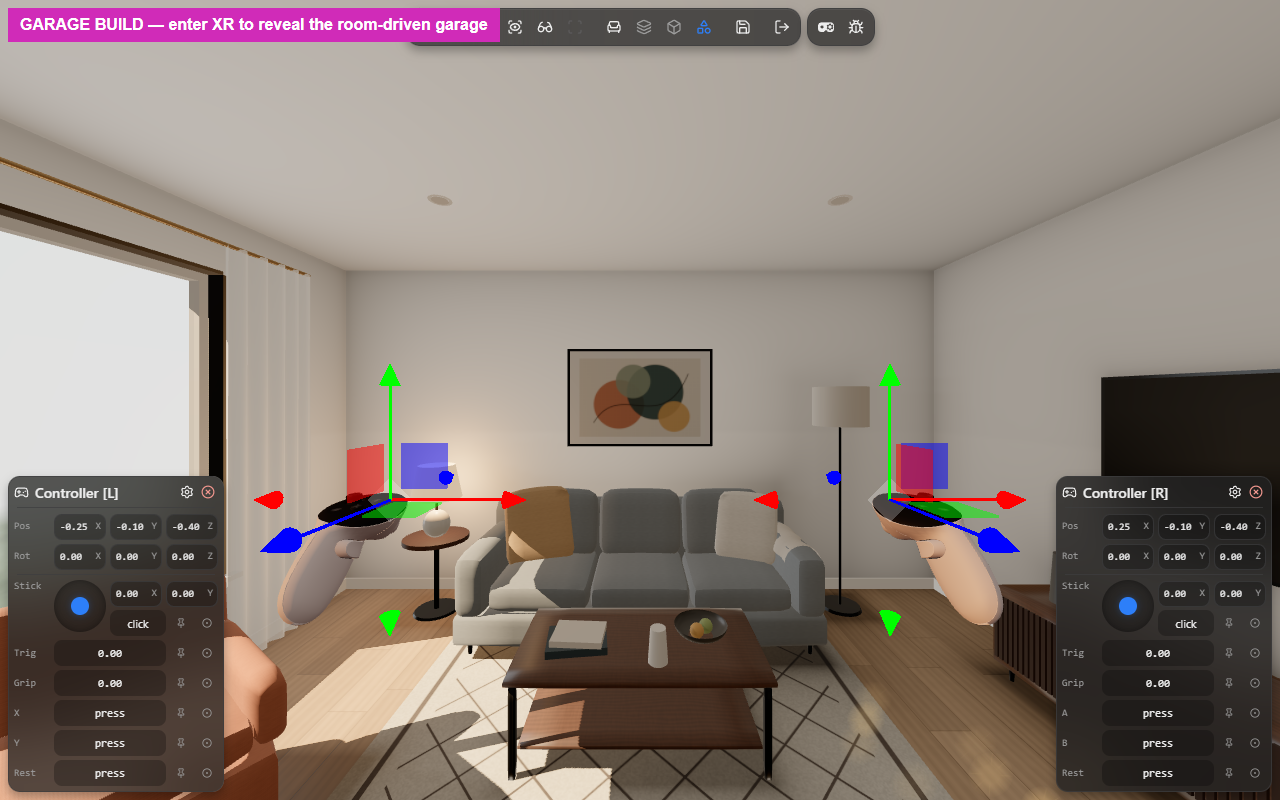 GARAGE BUILD — enter XR to reveal the room-driven garage
Controller [L]
Pos -0.25 X -0.10 Y -0.40 Z
Rot 0.00 X 0.00 Y 0.00 Z
Stick 0.00 X 0.00 Y
click
Trig 0.00
Grip 0.00
X press
Y press
Rest press
Controller [R]
Pos 0.25 X -0.10 Y -0.40 Z
Rot 0.00 X 0.00 Y 0.00 Z
Stick 0.00 X 0.00 Y
click
Trig 0.00
Grip 0.00
A press
B press
Rest press